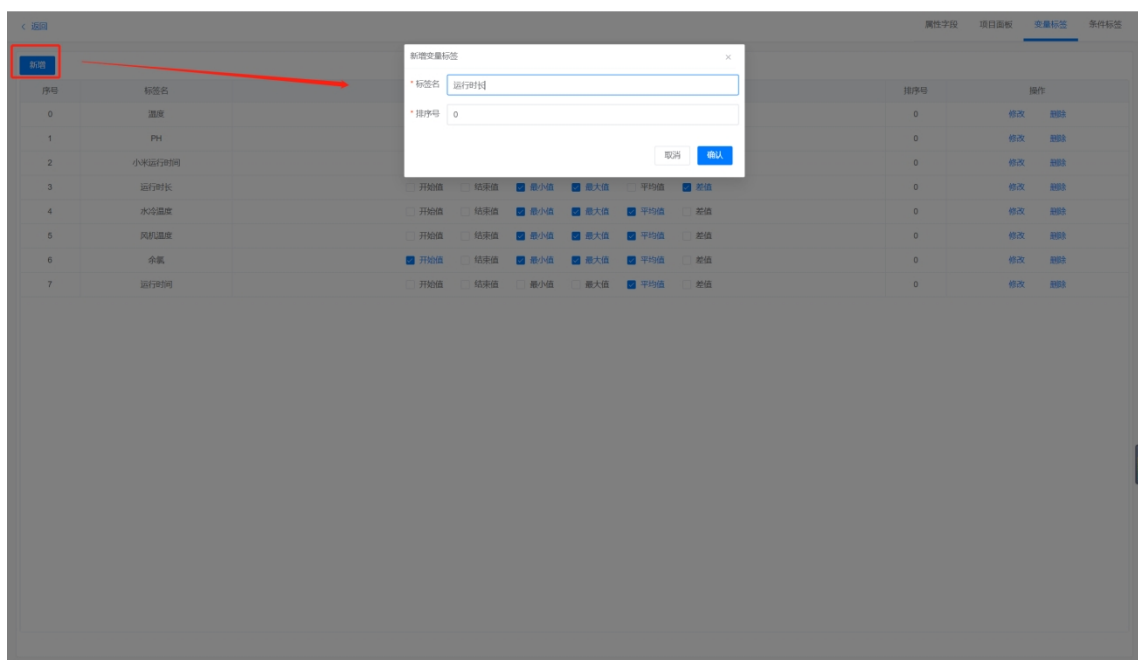 < 返回 属性字段 项目面板 变量标签 条件标签
新增
新增变量标签 ×
* 标签名 运行时长
* 排序号 0
取消 确认
序号 标签名 排序号 操作
0 温度 0 修改 删除
1 PH 0 修改 删除
2 小米运行时间 0 修改 删除
3 运行时长 开始值 结束值 最小值 最大值 平均值 差值 0 修改 删除
4 水冷温度 开始值 结束值 最小值 最大值 平均值 差值 0 修改 删除
5 风机温度 开始值 结束值 最小值 最大值 平均值 差值 0 修改 删除
6 余氯 开始值 结束值 最小值 最大值 平均值 差值 0 修改 删除
7 运行时间 开始值 结束值 最小值 最大值 平均值 差值 0 修改 删除